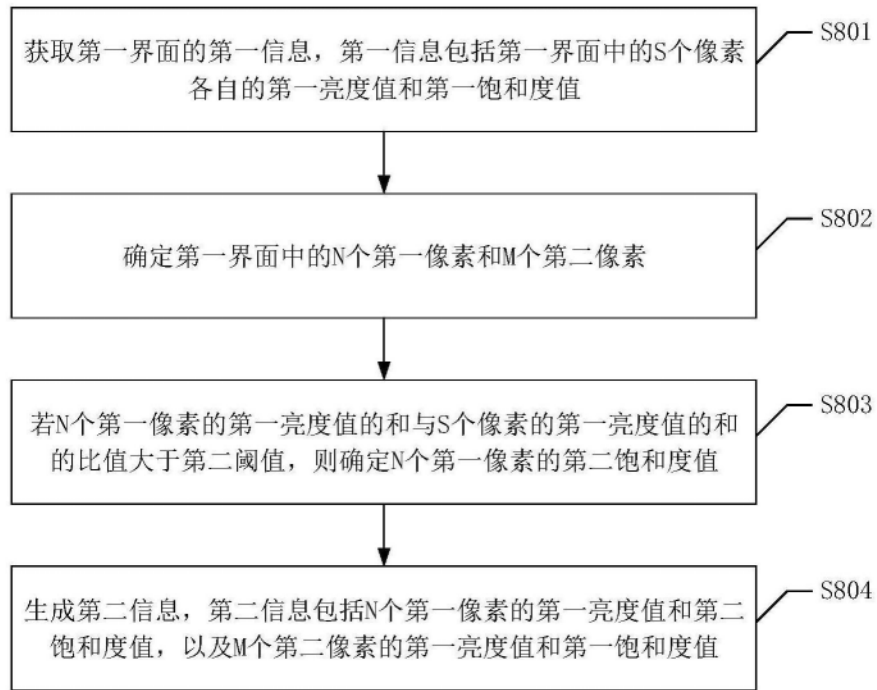 获取第一界面的第一信息，第一信息包括第一界面中的S个像素
各自的第一亮度值和第一饱和度值
S801
确定第一界面中的N个第一像素和M个第二像素
S802
若N个第一像素的第一亮度值的和与S个像素的第一亮度值的和
的比值大于第二阈值，则确定N个第一像素的第二饱和度值
S803
生成第二信息，第二信息包括N个第一像素的第一亮度值和第二
饱和度值，以及M个第二像素的第一亮度值和第一饱和度值
S804